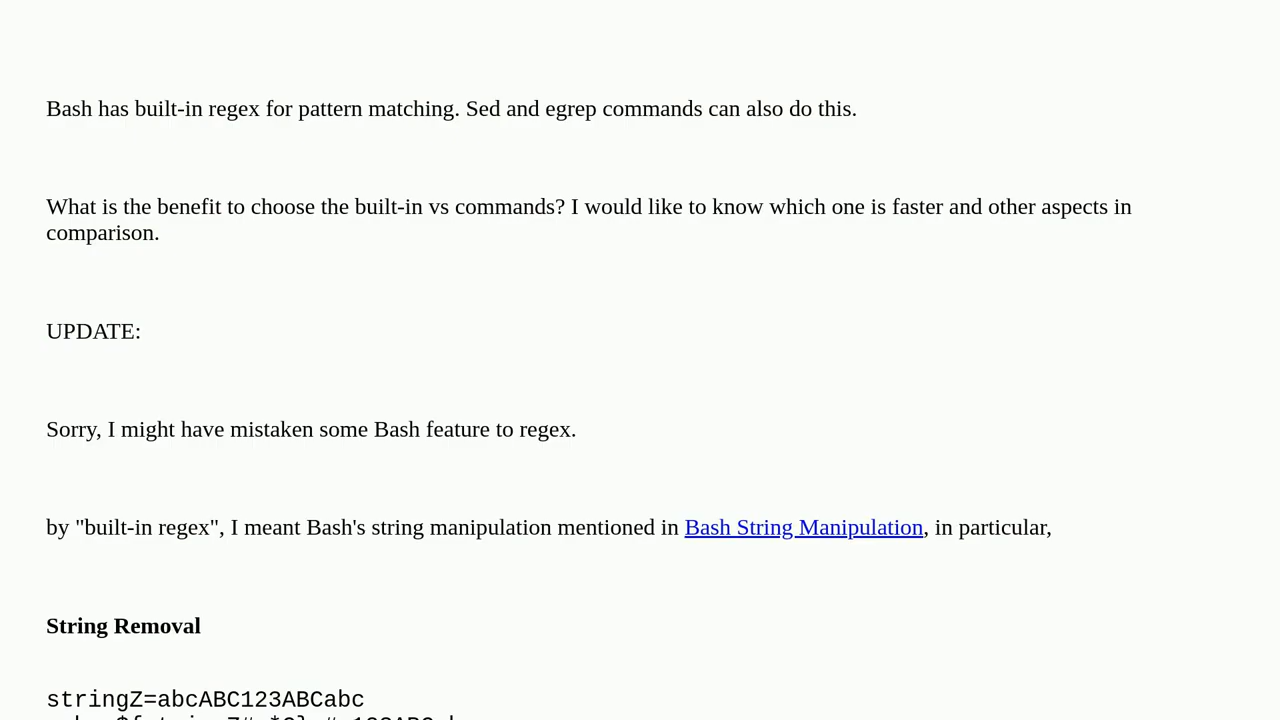 Bash has built-in regex for pattern matching. Sed and egrep commands can also do this.
What is the benefit to choose the built-in vs commands? I would like to know which one is faster and other aspects in
comparison.
UPDATE:
Sorry, I might have mistaken some Bash feature to regex.
by "built-in regex", I meant Bash's string manipulation mentioned in Bash String Manipulation, in particular,
String Removal
stringZ=abcABC123ABCabc